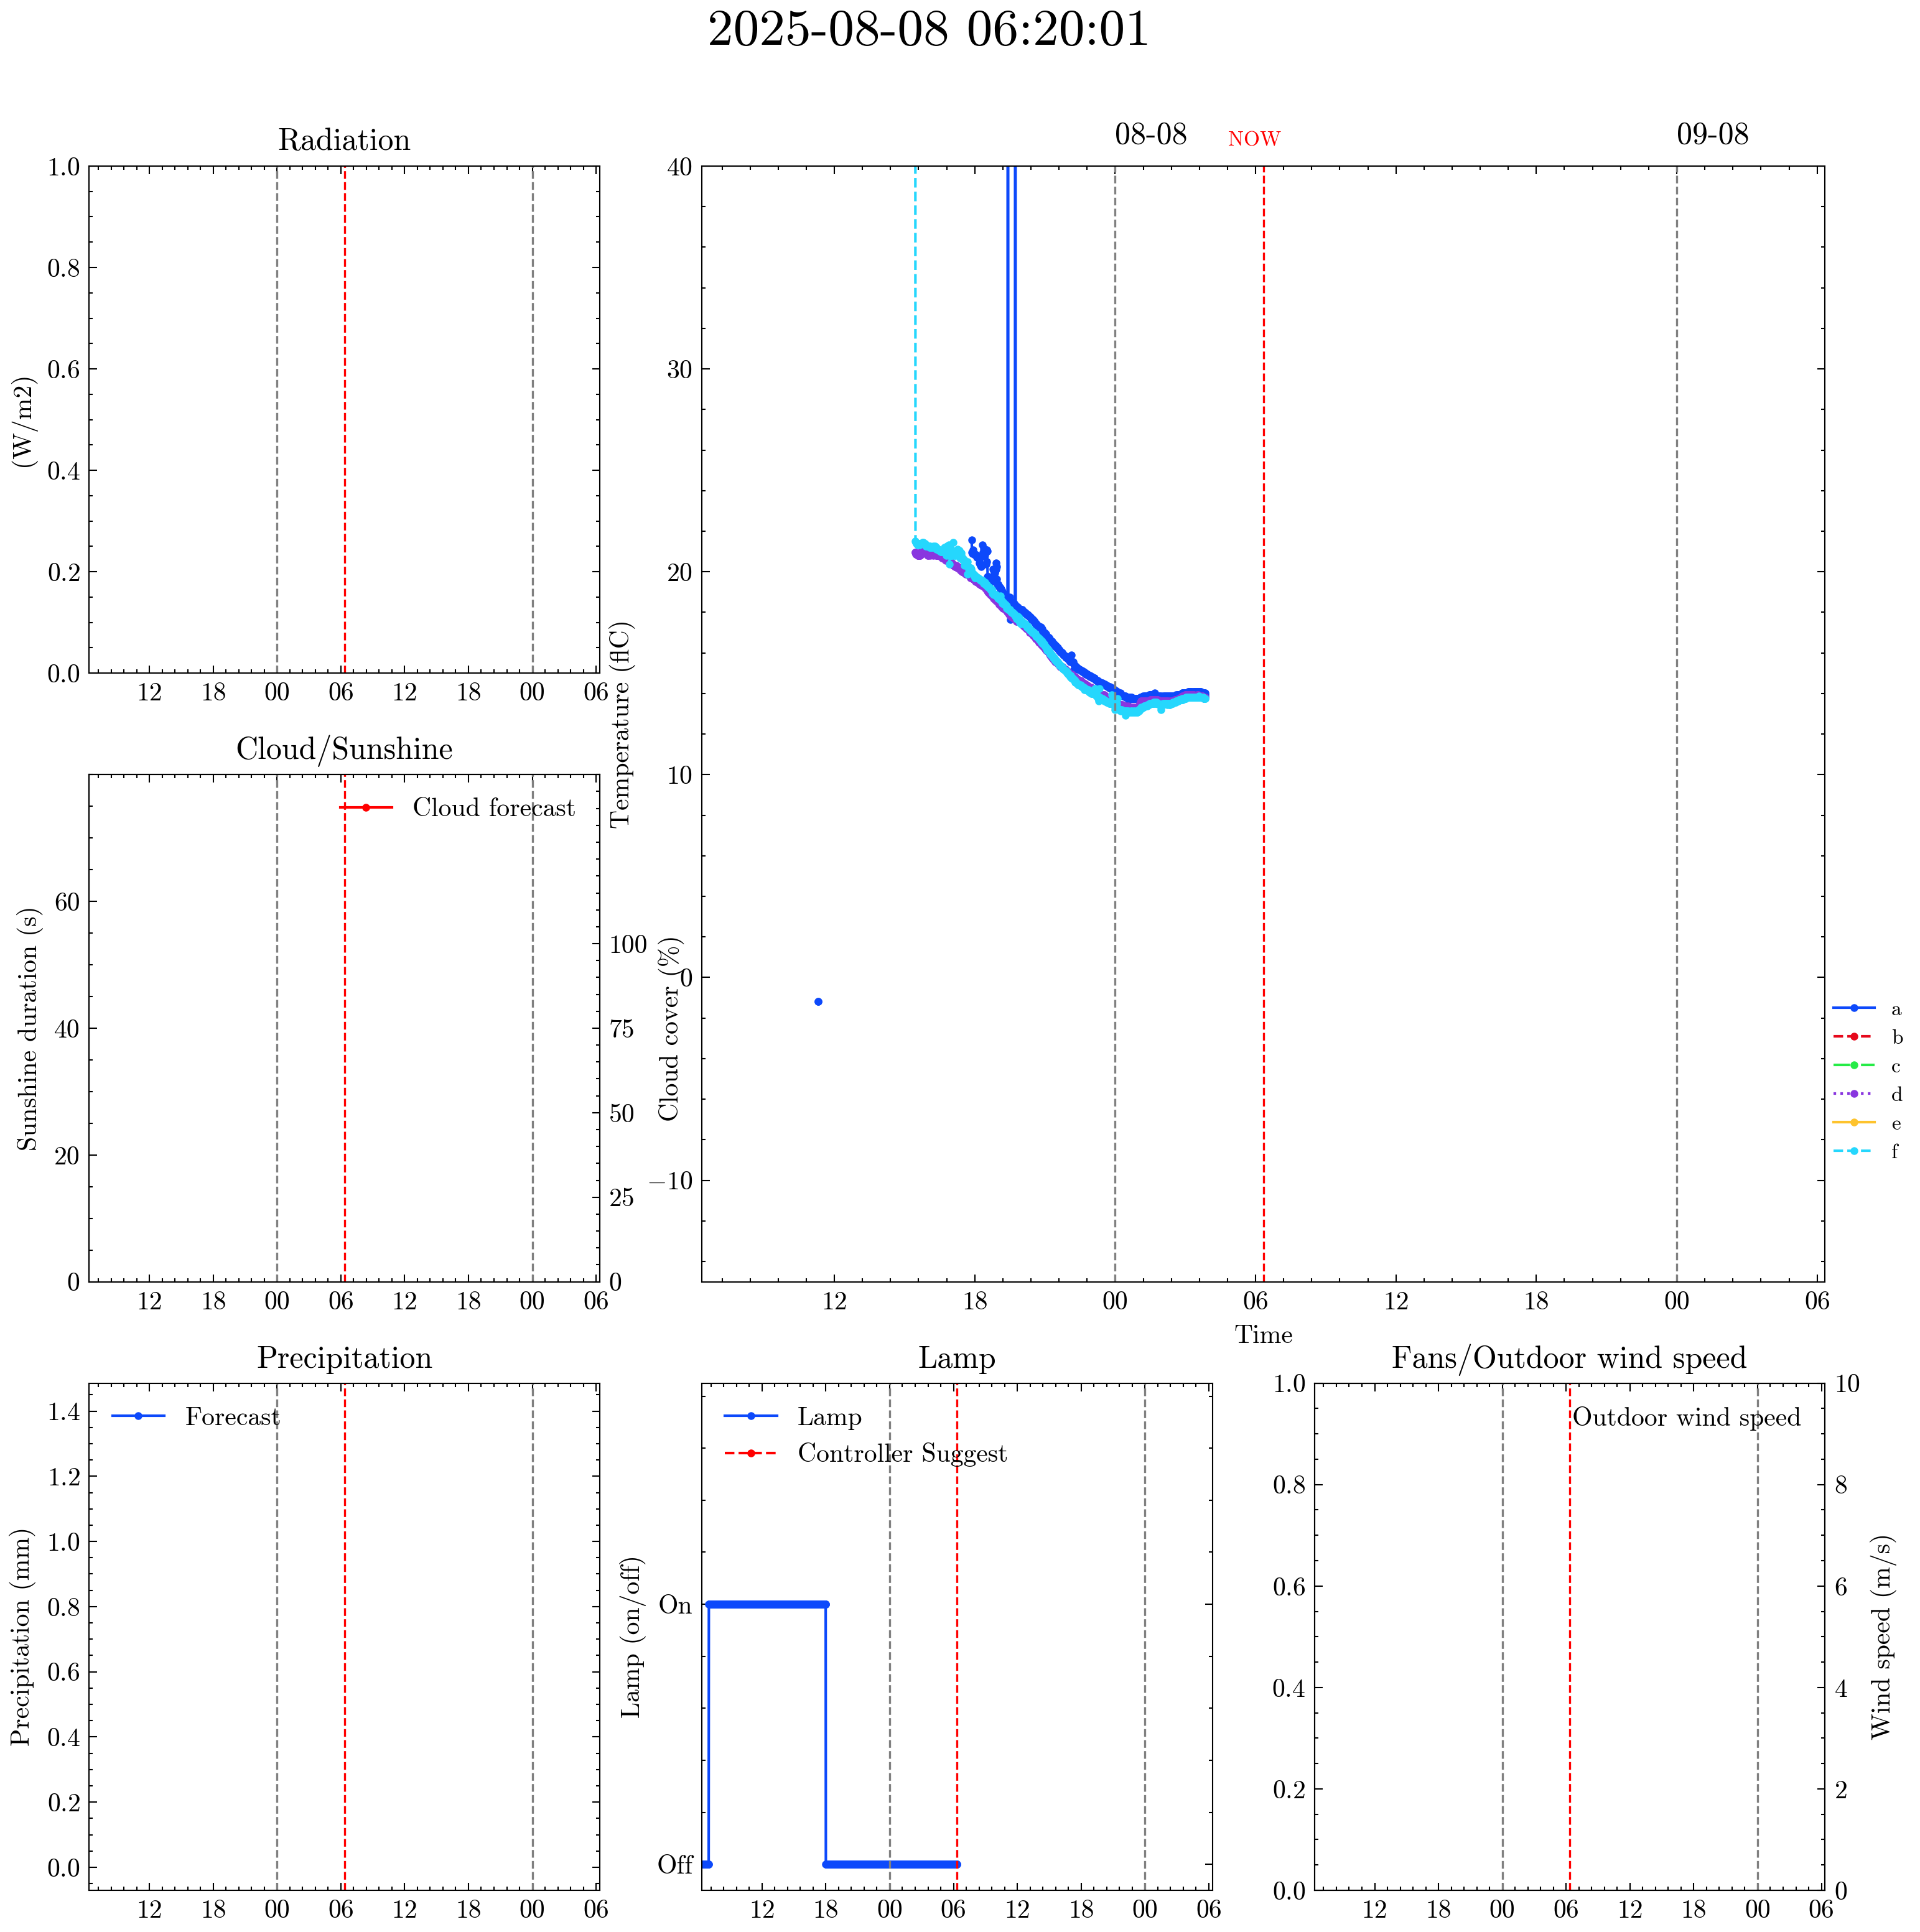 2025-08-08 06:20:01
Radiation
(W/m2)
1.0
0.8
0.6
0.4
0.2
0.0
12 18 00 06 12 18 00 06
08-08 NOW 09-08
Temperature (flC)
40
30
20
10
0
−10
12 18 00 06 12 18 00 06
Time
a
b
c
d
e
f
Cloud/Sunshine
Cloud forecast
Sunshine duration (s)
60
40
20
0
Cloud cover (%)
100
75
50
25
0
12 18 00 06 12 18 00 06
Precipitation
Forecast
Precipitation (mm)
1.4
1.2
1.0
0.8
0.6
0.4
0.2
0.0
12 18 00 06 12 18 00 06
Lamp
Lamp
Controller Suggest
Lamp (on/off)
On
Off
12 18 00 06 12 18 00 06
Fans/Outdoor wind speed
Outdoor wind speed
1.0
0.8
0.6
0.4
0.2
0.0
10
8
6
4
2
0
Wind speed (m/s)
12 18 00 06 12 18 00 06